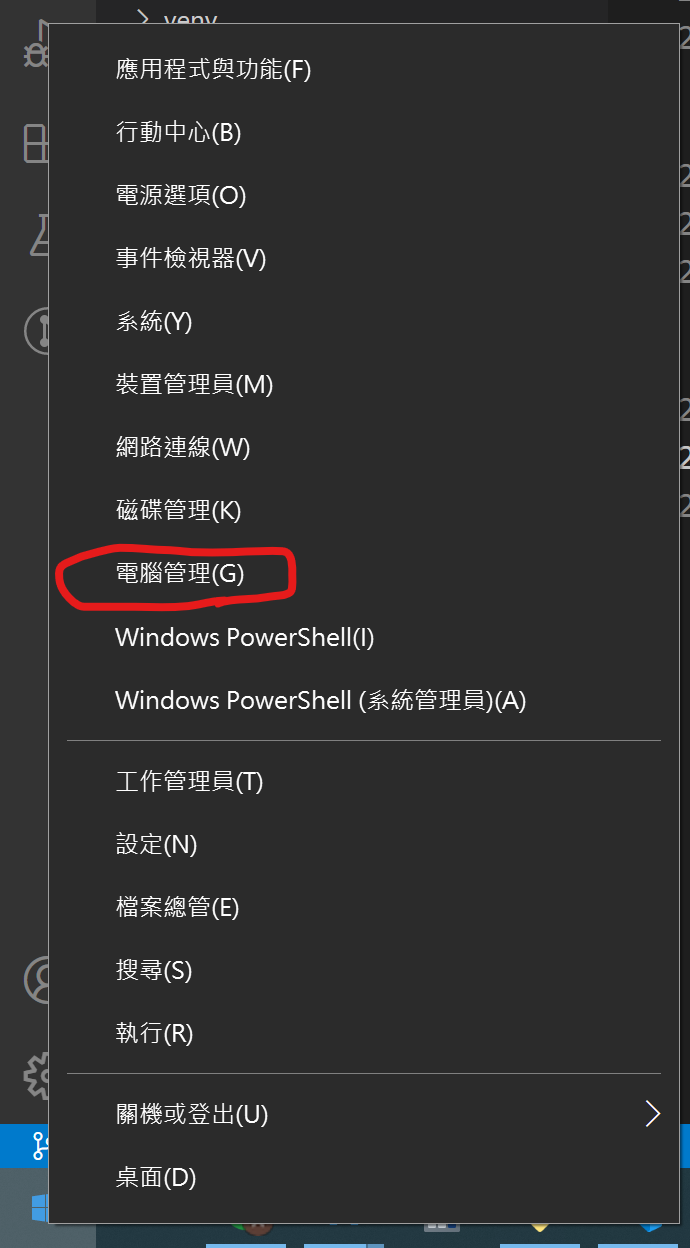 venv
應用程式與功能(F)
行動中心(B)
電源選項(O)
事件檢視器(V)
系統(Y)
裝置管理員(M)
網路連線(W)
磁碟管理(K)
電腦管理(G)
Windows PowerShell(I)
Windows PowerShell (系統管理員)(A)
工作管理員(T)
設定(N)
檔案總管(E)
搜尋(S)
執行(R)
關機或登出(U)
桌面(D)